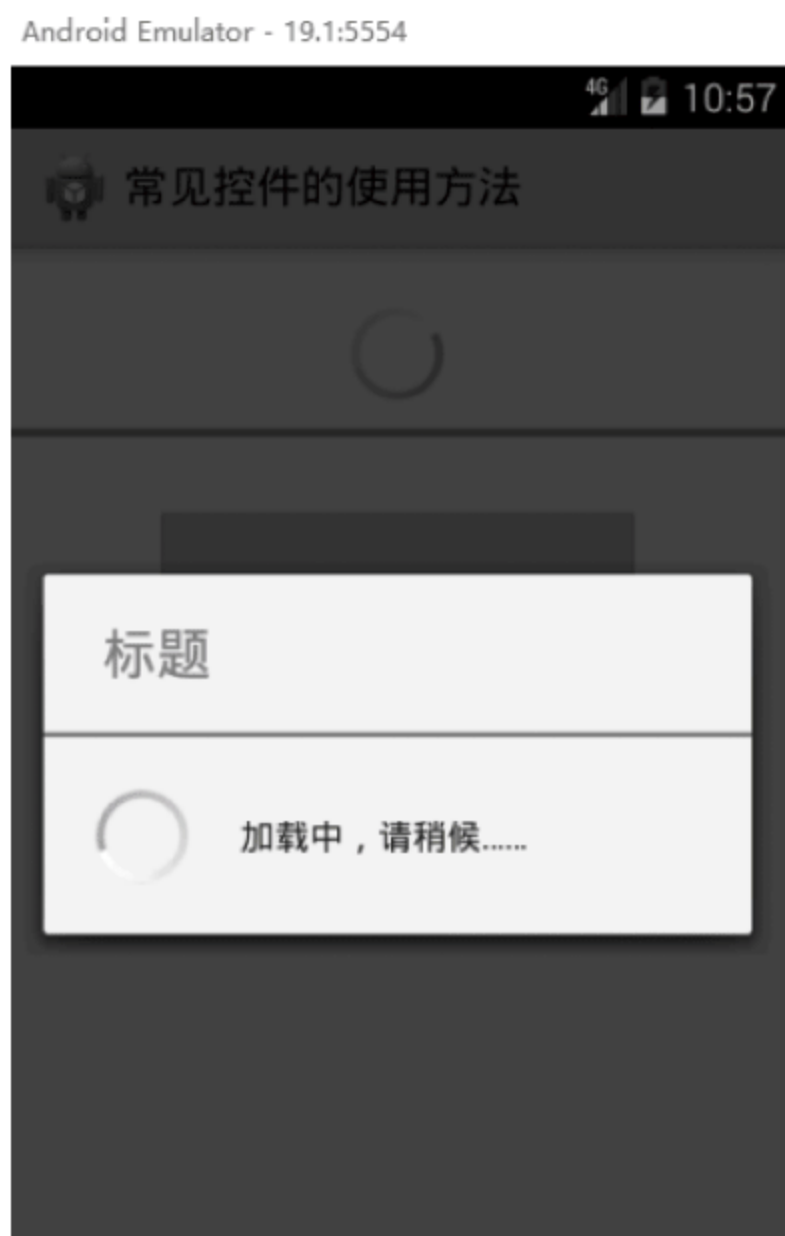 Android Emulator - 19.1:5554
4G 10:57
常见控件的使用方法
标题
加载中，请稍候......